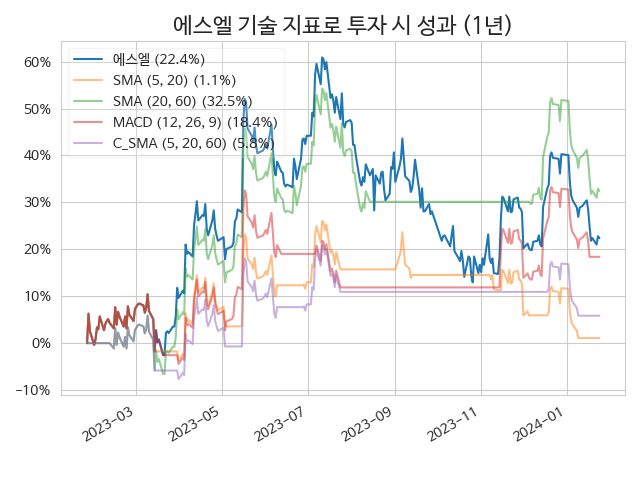 에스엘 기술 지표로 투자 시 성과 (1년)
60%
50%
40%
30%
20%
10%
0%
−10%
에스엘 (22.4%)
SMA (5, 20) (1.1%)
SMA (20, 60) (32.5%)
MACD (12, 26, 9) (18.4%)
C_SMA (5, 20, 60) (5.8%)
2023-03
2023-05
2023-07
2023-09
2023-11
2024-01